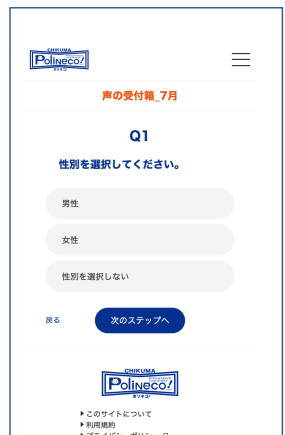 CHIKUMA
Polineco!
ポリネコ!
声の受付箱_7月
Q1
性別を選択してください。
男性
女性
性別を選択しない
戻る
次のステップへ
CHIKUMA
Polineco!
ポリネコ!
このサイトについて
利用規約